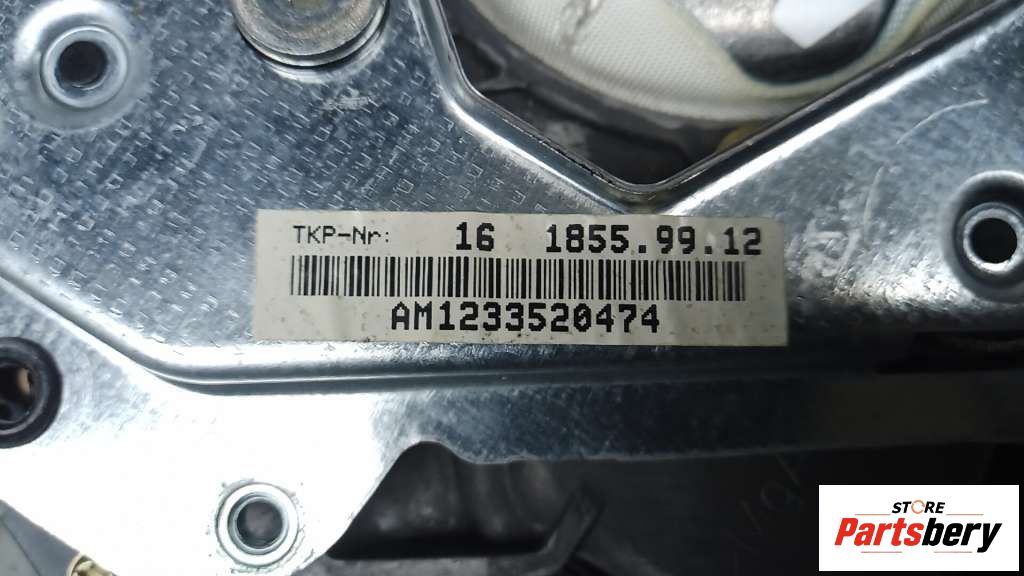 TKP-Nr: 16 1855.99.12
AM1233520474
STORE
Partsbery